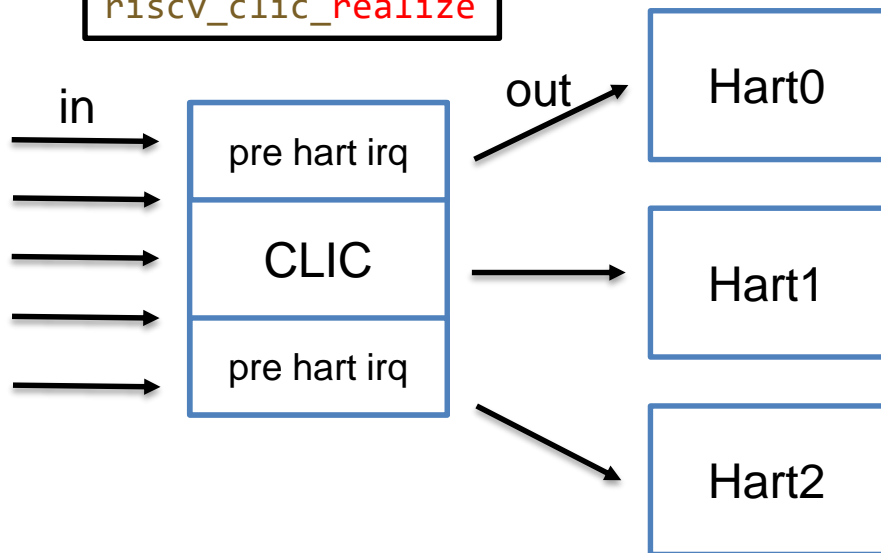 riscv_clic_realize
in
out
Hart0
pre hart irq
CLIC
Hart1
pre hart irq
Hart2